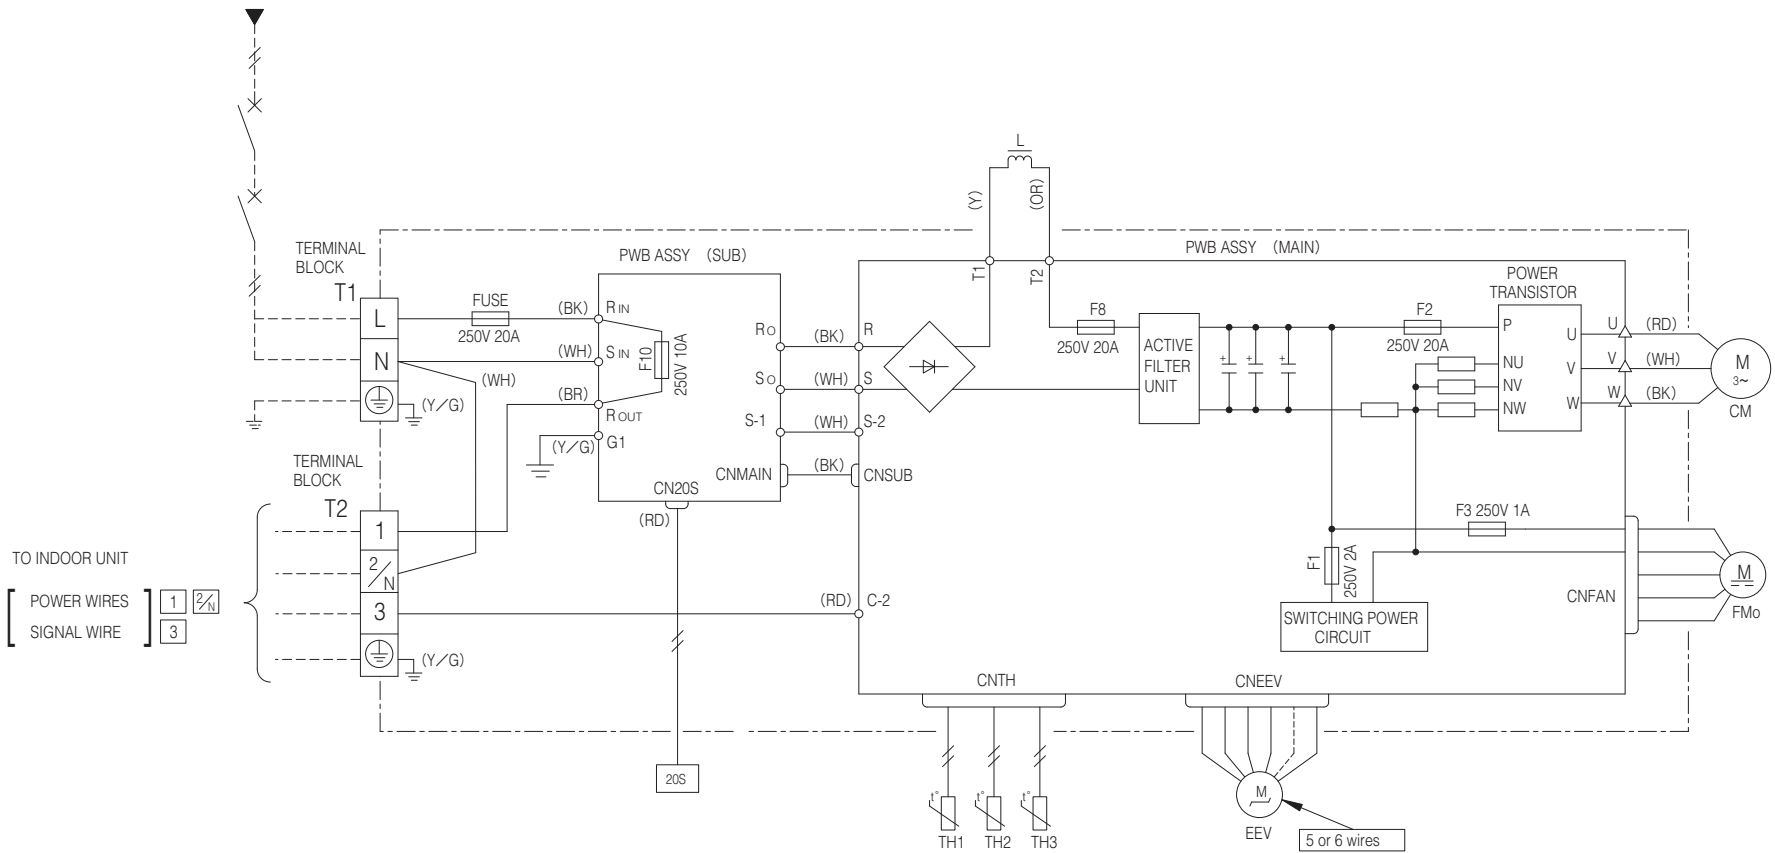 L
(Y)
(OR)
TERMINAL
BLOCK
T1
L
N
(Y/G)
FUSE
250V 20A
(BK)
(WH)
(WH)
(BR)
(Y/G)
PWB ASSY (SUB)
R IN
S IN
R OUT
G1
F10
250V 10A
RO
SO
S-1
CNMAIN
CN20S
(RD)
(BK)
(WH)
(WH)
(BK)
PWB ASSY (MAIN)
T1
T2
R
S
S-2
CNSUB
F8
250V 20A
ACTIVE
FILTER
UNIT
+
+
+
F2
250V 20A
POWER
TRANSISTOR
P
NU
NV
NW
U
V
W
U
V
W
(RD)
(WH)
(BK)
M
3~
CM
TERMINAL
BLOCK
T2
1
2/N
3
(Y/G)
TO INDOOR UNIT
POWER WIRES 1 2/N
SIGNAL WIRE 3
(RD)
C-2
F3 250V 1A
F1
250V 2A
SWITCHING POWER
CIRCUIT
CNFAN
M
FMo
CNTH
CNEEV
20S
t°
t°
t°
TH1
TH2
TH3
M
EEV
5 or 6 wires